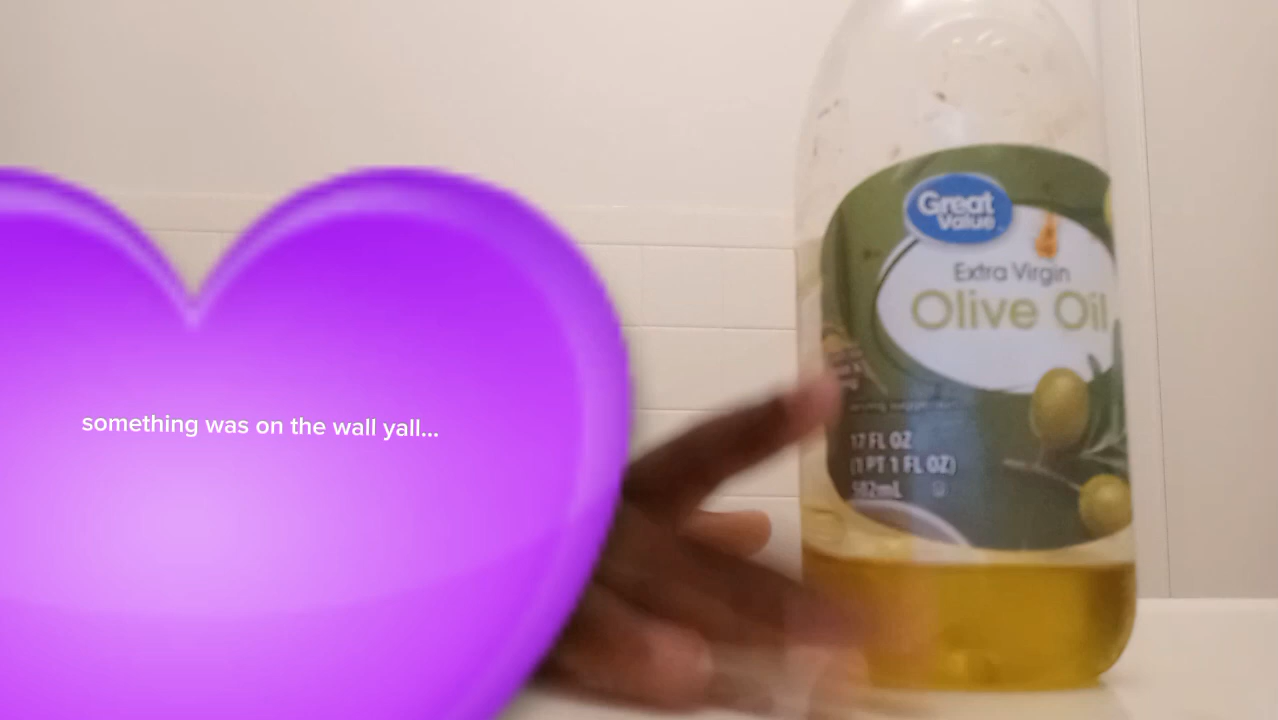 something was on the wall yall...
Great
Value
Extra Virgin
Olive Oil
17 FL OZ
(1 PT 1 FL OZ)
502mL